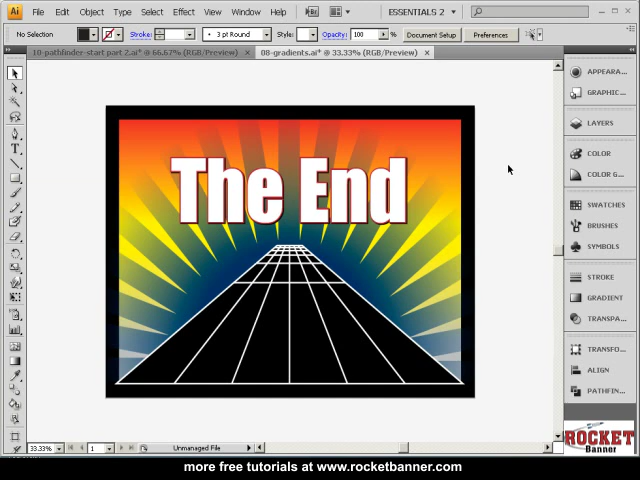 Ai File Edit Object Type Select Effect View Window Help Br ESSENTIALS 2
No Selection Stroke: 3 pt Round Style: Opacity: 100 % Document Setup Preferences
10-pathfinder-start part 2.ai* @ 66.67% (RGB/Preview) × 08-gradients.ai* @ 33.33% (RGB/Preview) ×
APPEARA...
GRAPHIC...
LAYERS
COLOR
COLOR G...
SWATCHES
BRUSHES
SYMBOLS
STROKE
GRADIENT
TRANSPA...
TRANSFO...
ALIGN
PATHFIN...
The End
33.33% 1 Unmanaged File
ROCKET
Banner
more free tutorials at www.rocketbanner.com